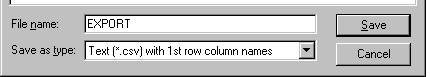 File name: EXPORT Save
Save as type: Text (*.csv) with 1st row column names Cancel